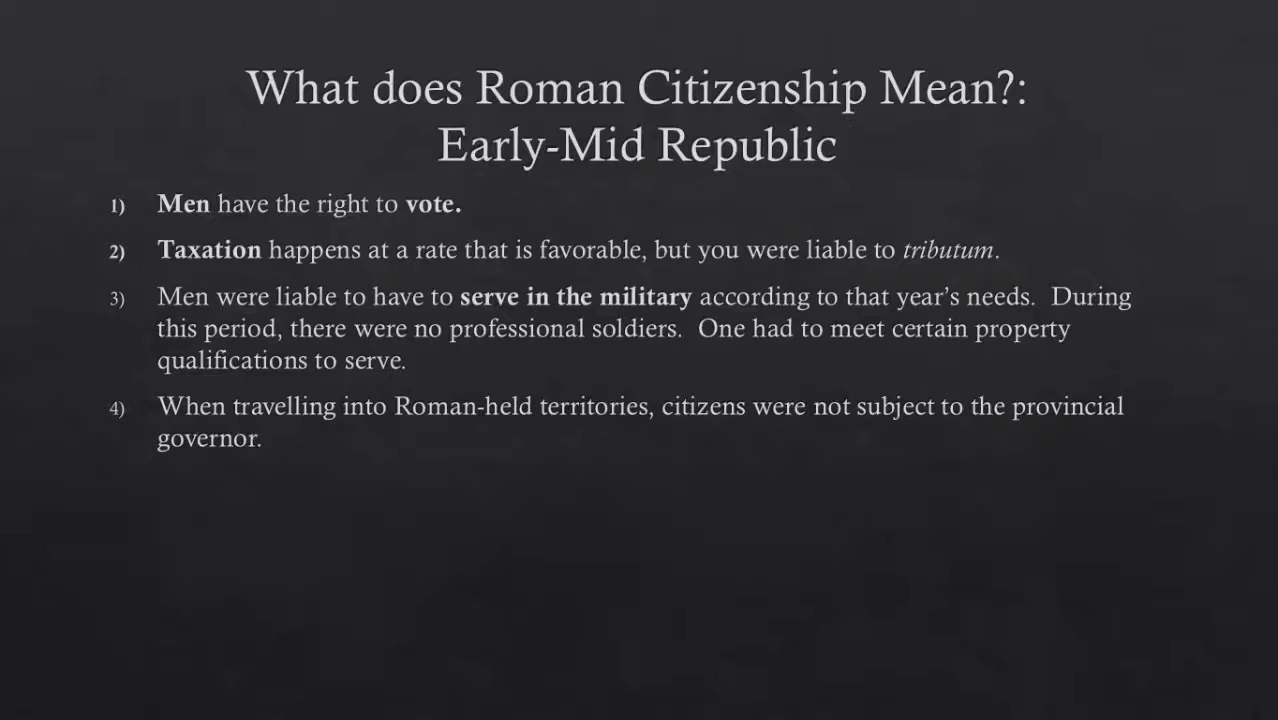 What does Roman Citizenship Mean?:
Early-Mid Republic
1) Men have the right to vote.
2) Taxation happens at a rate that is favorable, but you were liable to tributum.
3) Men were liable to have to serve in the military according to that year’s needs.  During
this period, there were no professional soldiers.  One had to meet certain property
qualifications to serve.
4) When travelling into Roman-held territories, citizens were not subject to the provincial
governor.